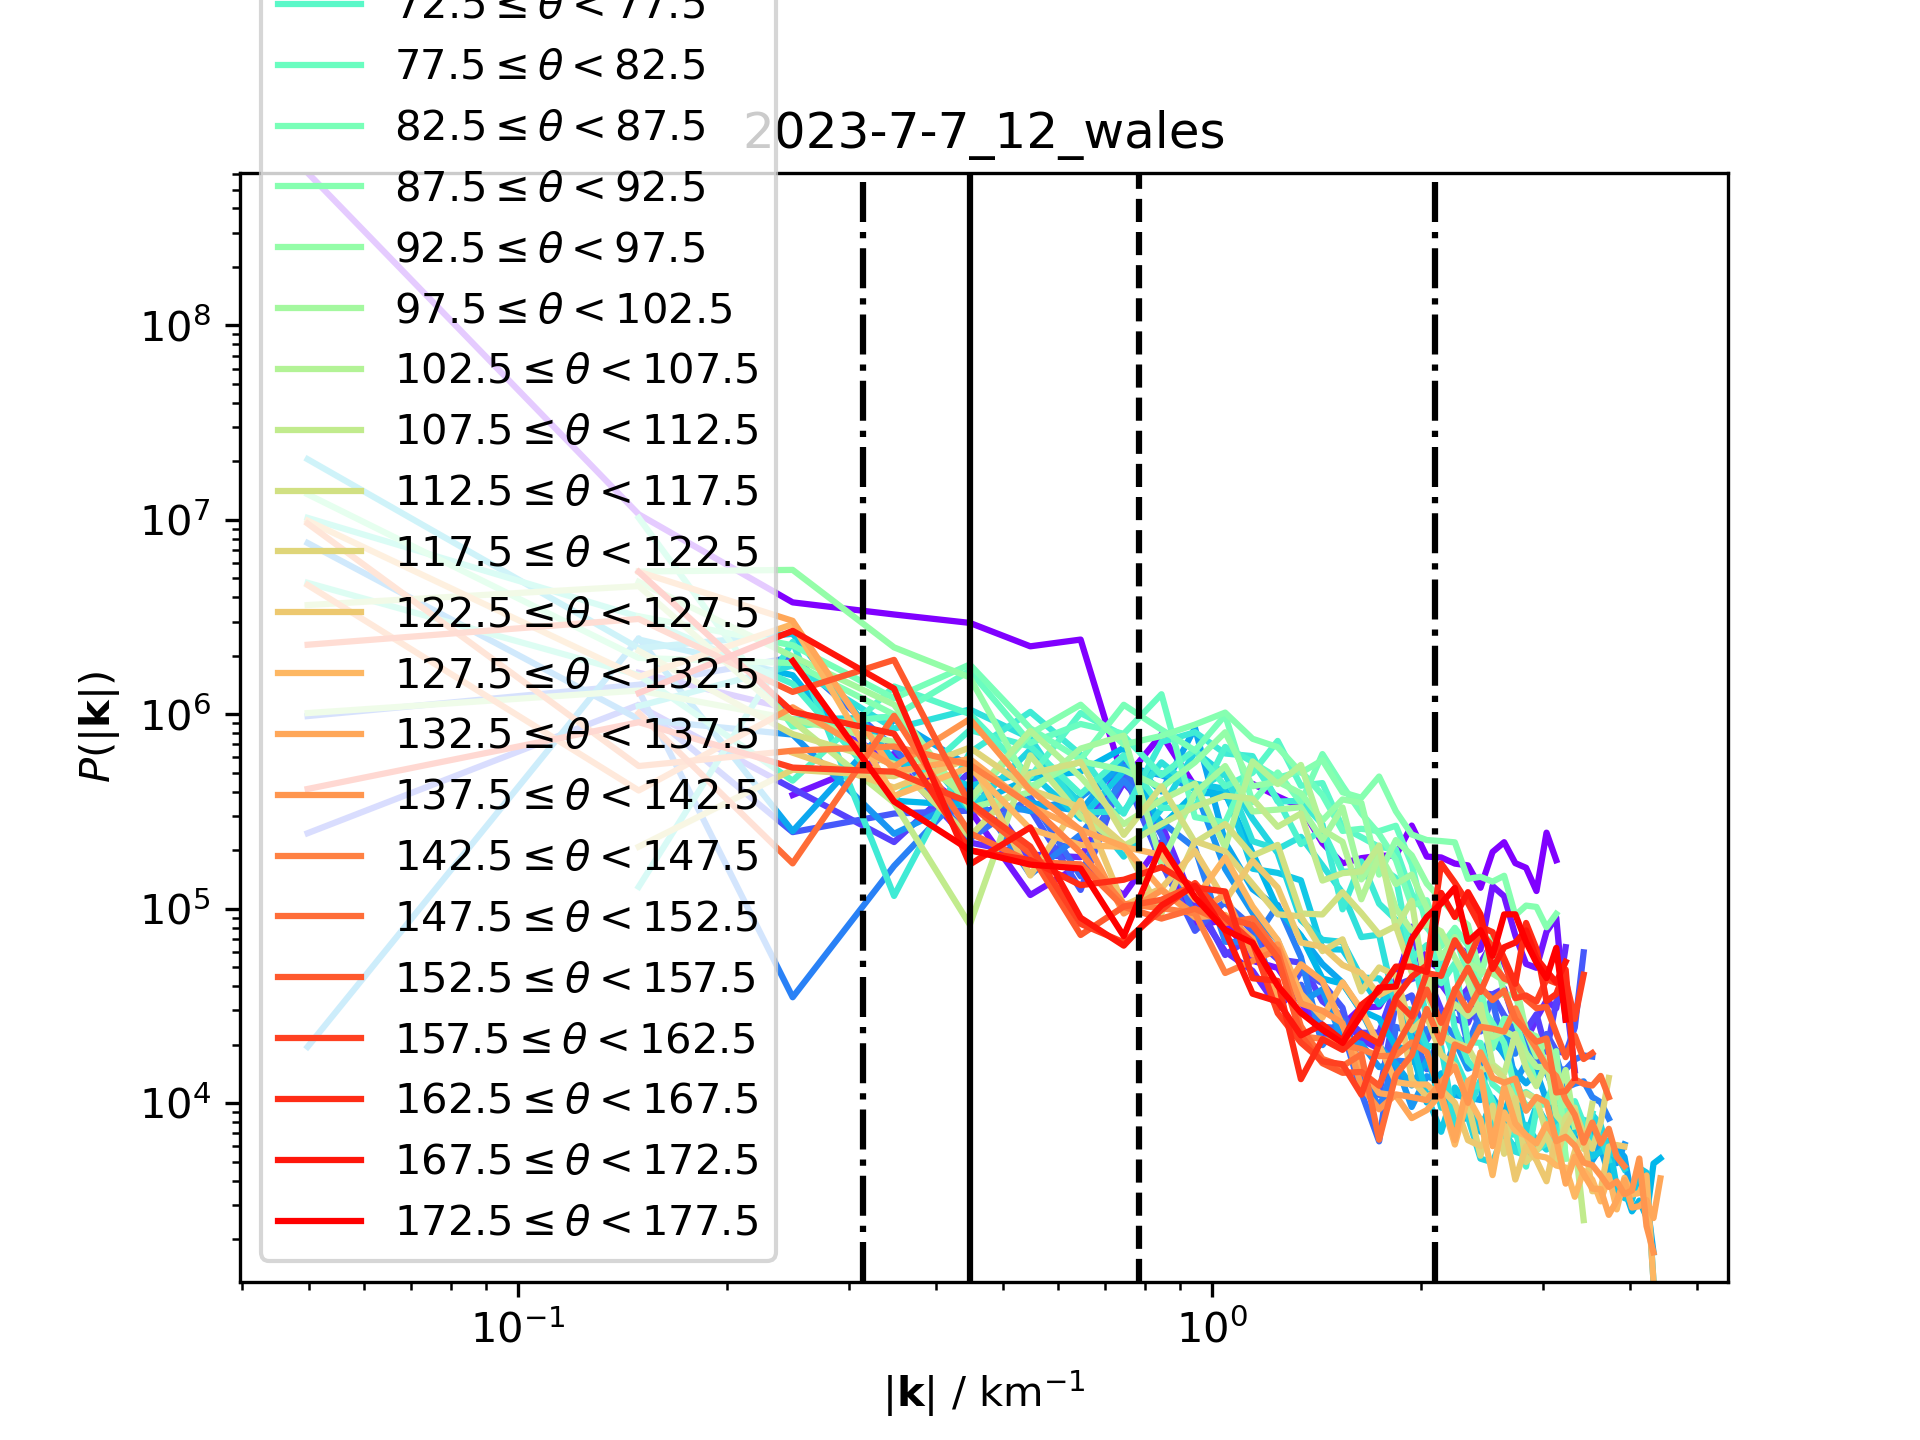 72.5 ≤ θ < 77.5
77.5 ≤ θ < 82.5
82.5 ≤ θ < 87.5
2023-7-7_12_wales
87.5 ≤ θ < 92.5
92.5 ≤ θ < 97.5
97.5 ≤ θ < 102.5
102.5 ≤ θ < 107.5
107.5 ≤ θ < 112.5
112.5 ≤ θ < 117.5
117.5 ≤ θ < 122.5
122.5 ≤ θ < 127.5
127.5 ≤ θ < 132.5
132.5 ≤ θ < 137.5
137.5 ≤ θ < 142.5
142.5 ≤ θ < 147.5
147.5 ≤ θ < 152.5
152.5 ≤ θ < 157.5
157.5 ≤ θ < 162.5
162.5 ≤ θ < 167.5
167.5 ≤ θ < 172.5
172.5 ≤ θ < 177.5
10⁸
10⁷
10⁶
10⁵
10⁴
P(|k|)
10⁻¹
10⁰
|k| / km⁻¹